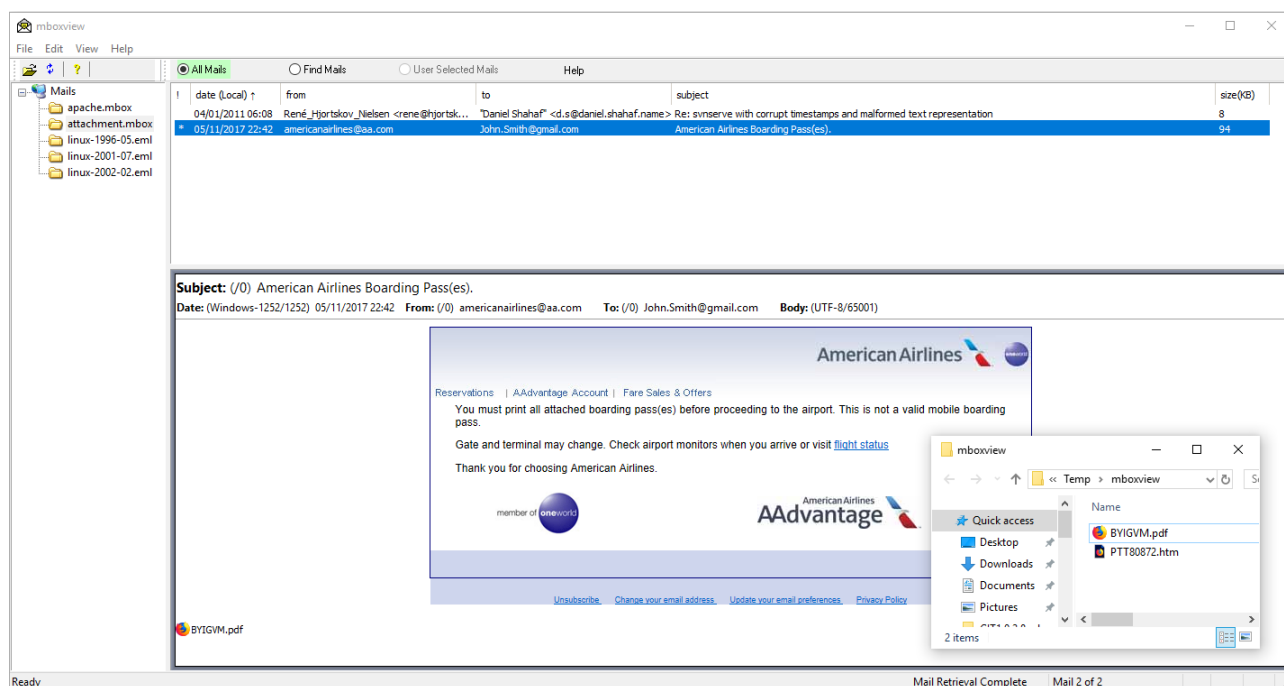 mboxview
File Edit View Help
All Mails Find Mails User Selected Mails Help
Mails
apache.mbox
attachment.mbox
linux-1996-05.eml
linux-2001-07.eml
linux-2002-02.eml
! date (Local) ↑ from to subject size(KB)
04/01/2011 06:08 René_Hjortskov_Nielsen <rene@hjortsk... "Daniel Shahaf" <d.s@daniel.shahaf.name> Re: svnserve with corrupt timestamps and malformed text representation 8
* 05/11/2017 22:42 americanairlines@aa.com John.Smith@gmail.com American Airlines Boarding Pass(es). 94
Subject: (/0) American Airlines Boarding Pass(es).
Date: (Windows-1252/1252) 05/11/2017 22:42 From: (/0) americanairlines@aa.com To: (/0) John.Smith@gmail.com Body: (UTF-8/65001)
American Airlines oneworld
Reservations | AAdvantage Account | Fare Sales & Offers
You must print all attached boarding pass(es) before proceeding to the airport. This is not a valid mobile boarding
pass.
Gate and terminal may change. Check airport monitors when you arrive or visit flight status
Thank you for choosing American Airlines.
member of oneworld
American Airlines
AAdvantage
Unsubscribe Change your email address Update your email preferences Privacy Policy
BYIGVM.pdf
mboxview
« Temp > mboxview
Quick access
Desktop
Downloads
Documents
Pictures
Name
BYIGVM.pdf
PTT80872.htm
2 items
Ready Mail Retrieval Complete Mail 2 of 2